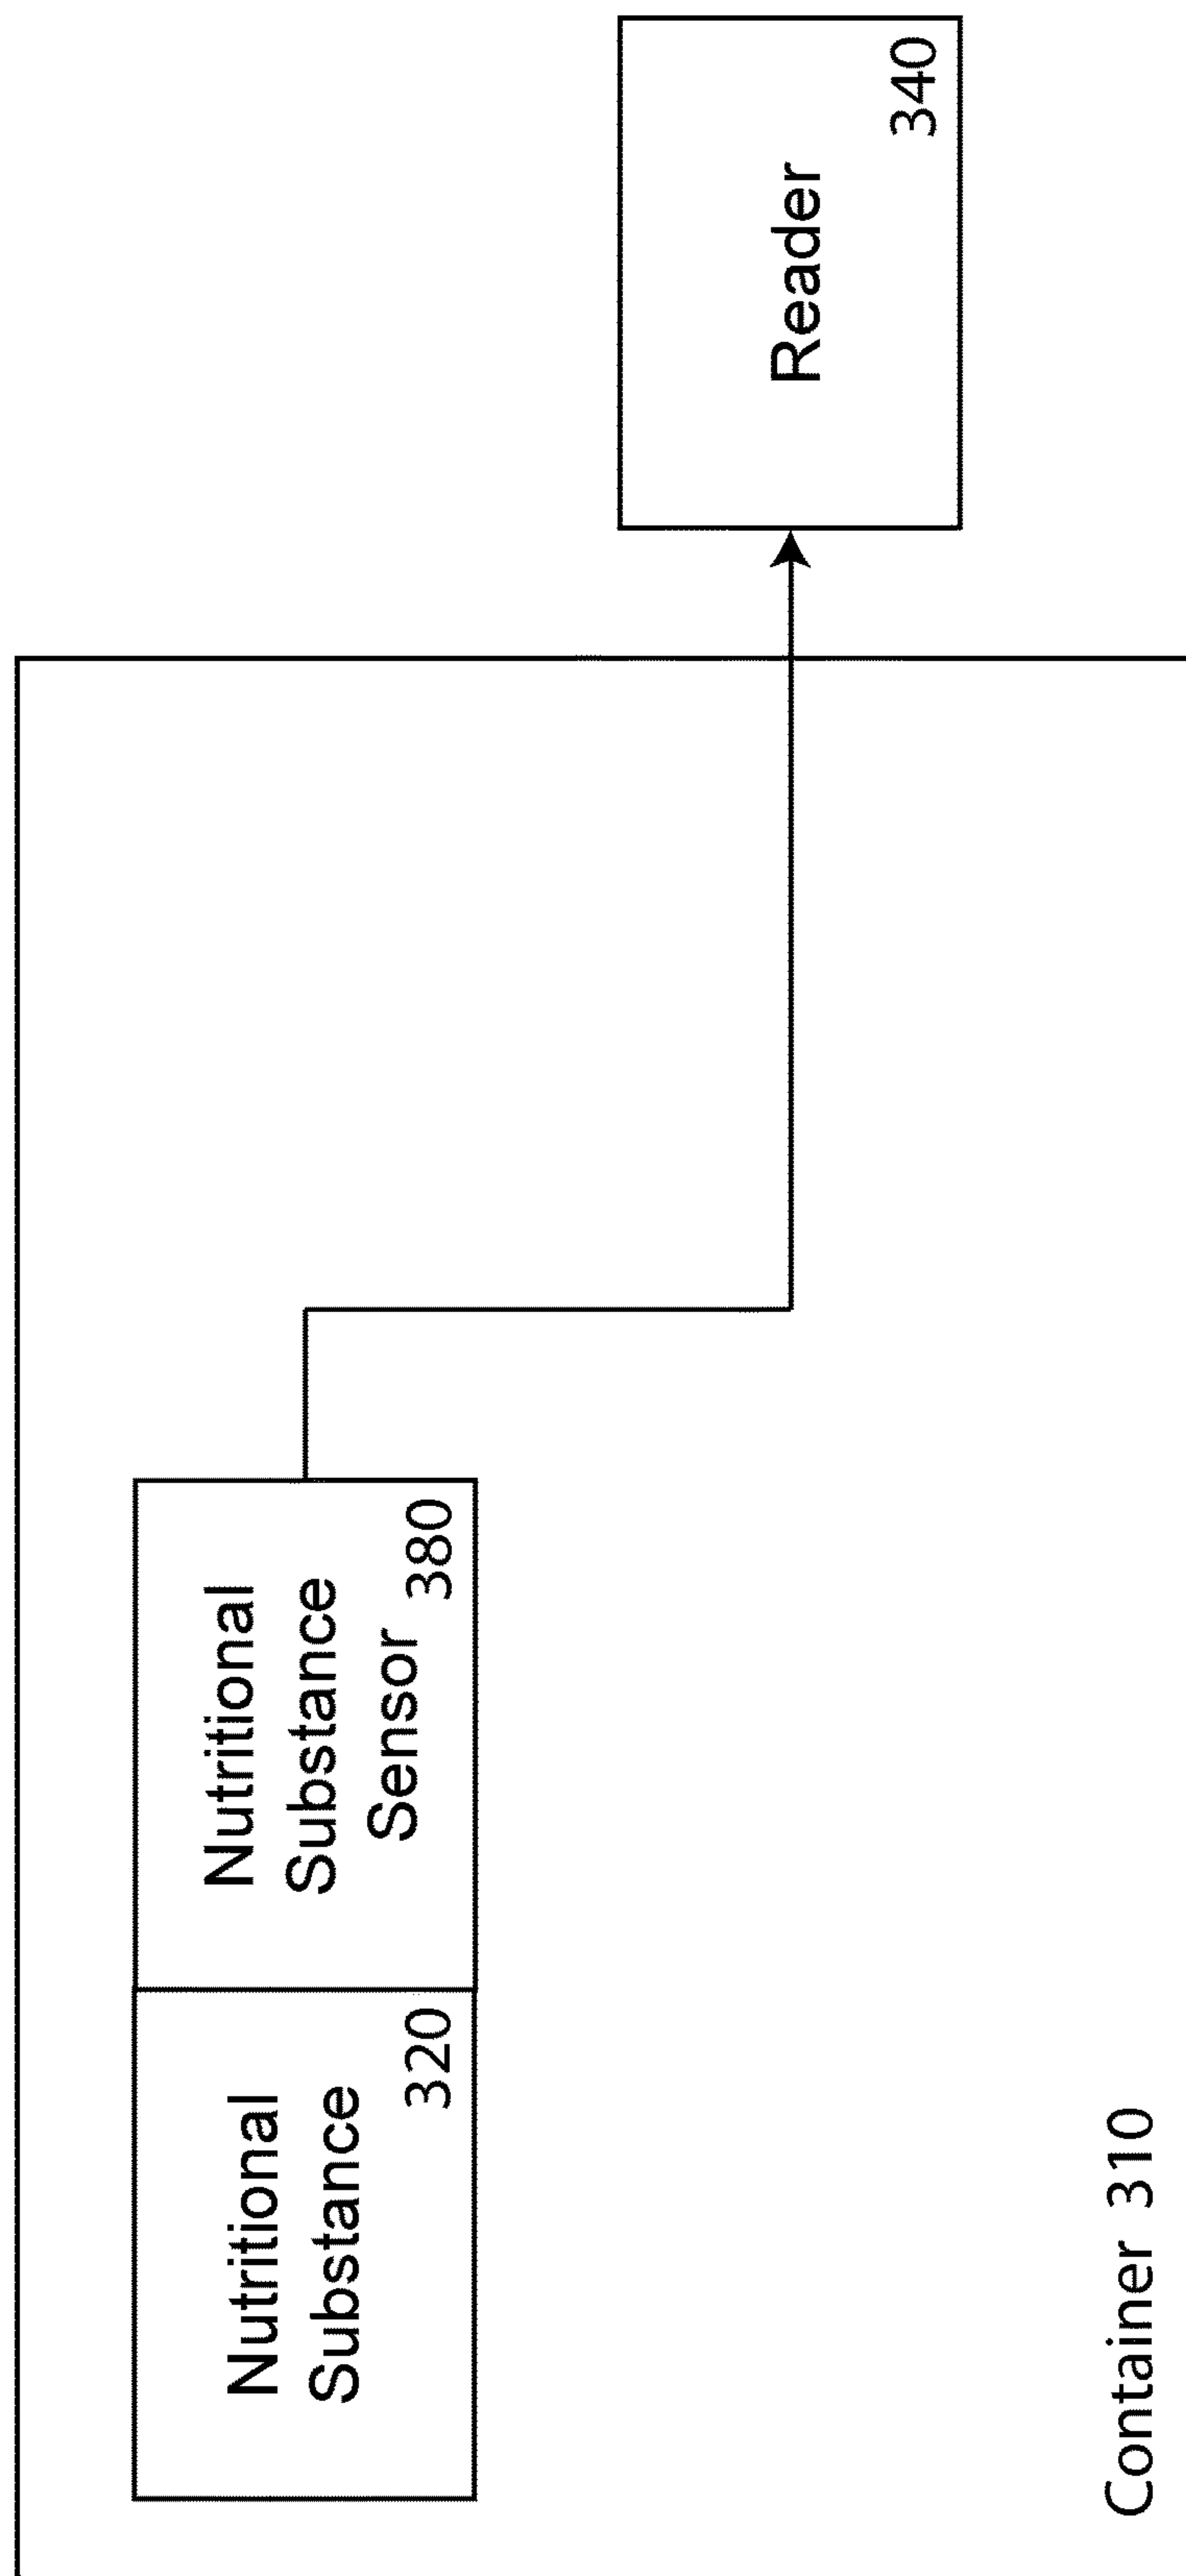 Nutritional
Substance
320
Nutritional
Substance
Sensor
380
Reader
340
Container 310